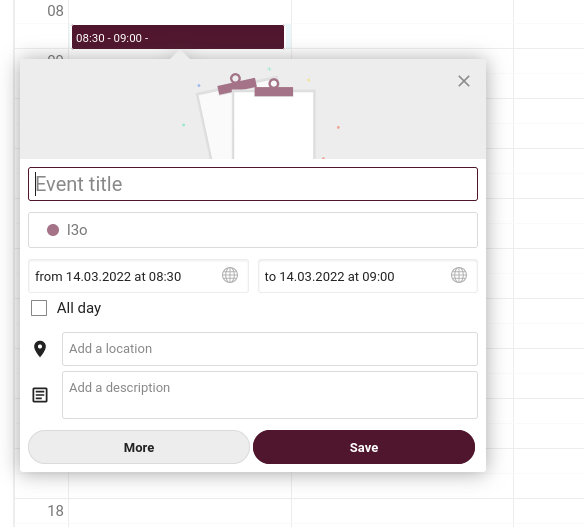 08
08:30 - 09:00 -
Event title
l3o
from 14.03.2022 at 08:30
to 14.03.2022 at 09:00
All day
Add a location
Add a description
More
Save
18